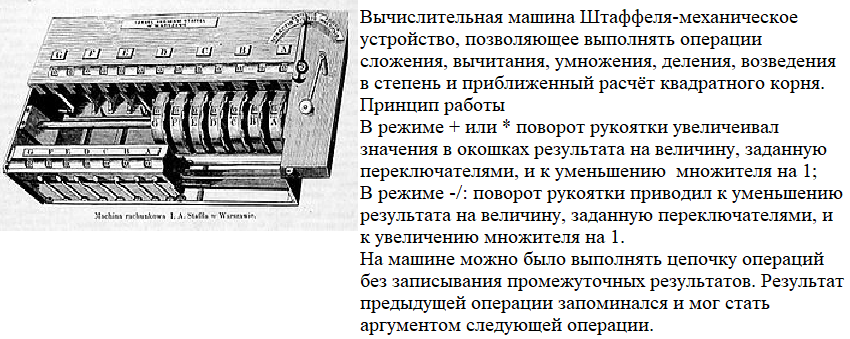 Вычислительная машина Штаффеля-механическое
устройство, позволяющее выполнять операции
сложения, вычитания, умножения, деления, возведения
в степень и приближенный расчёт квадратного корня.
Принцип работы
В режиме + или * поворот рукоятки увеличеивал
значения в окошках результата на величину, заданную
переключателями, и к уменьшению множителя на 1;
В режиме -/: поворот рукоятки приводил к уменьшению
результата на величину, заданную переключателями, и
к увеличению множителя на 1.
На машине можно было выполнять цепочку операций
без записывания промежуточных результатов. Результат
предыдущей операции запоминался и мог стать
аргументом следующей операции.
G F E D C B A
G F E D C B A
Machina rachunkowa I. A. Staffla w Warszawie.